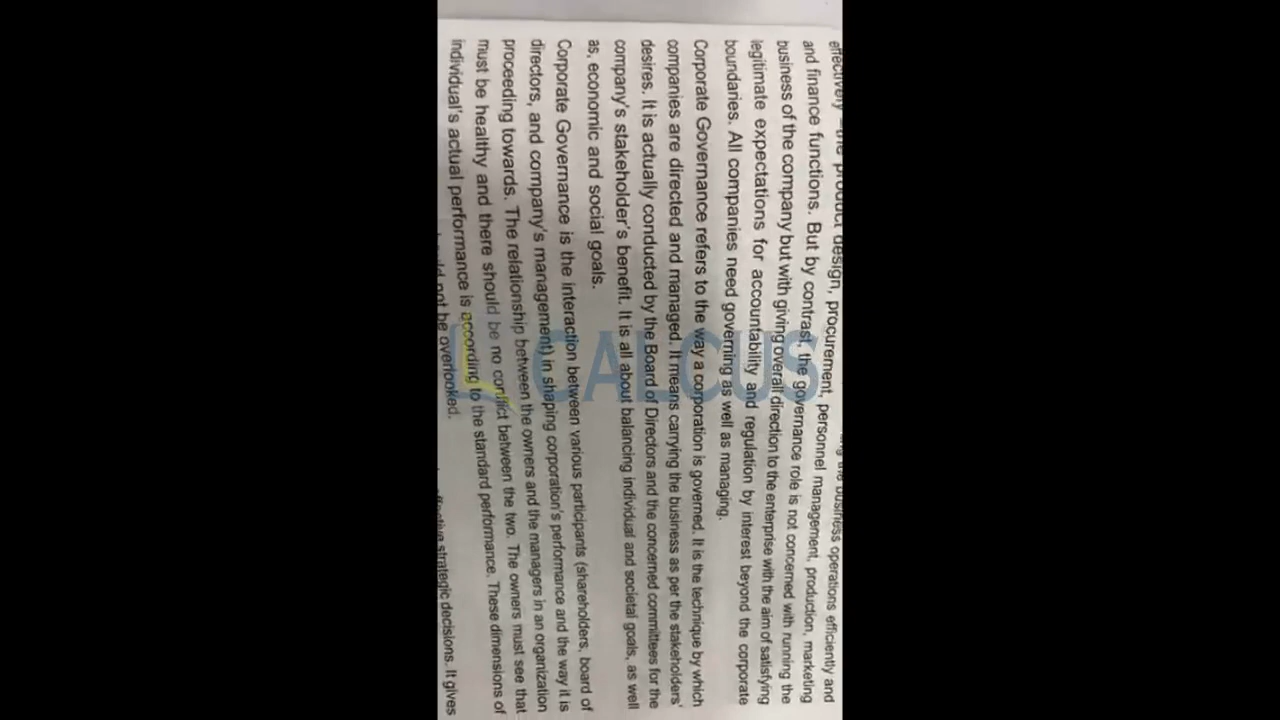 the business operations efficiently and
effectively – the product design, procurement, personnel management, production, marketing
and finance functions. But by contrast, the governance role is not concerned with running the
business of the company but with giving overall direction to the enterprise with the aim of satisfying
legitimate expectations for accountability and regulation by interest beyond the corporate
boundaries. All companies need governing as well as managing.
Corporate Governance refers to the way a corporation is governed. It is the technique by which
companies are directed and managed. It means carrying the business as per the stakeholders'
desires. It is actually conducted by the Board of Directors and the concerned committees for the
company's stakeholder's benefit. It is all about balancing individual and societal goals, as well
as, economic and social goals.
Corporate Governance is the interaction between various participants (shareholders, board of
directors, and company's management) in shaping corporation's performance and the way it is
proceeding towards. The relationship between the owners and the managers in an organization
must be healthy and there should be no conflict between the two. The owners must see that
individual's actual performance is according to the standard performance. These dimensions of
not be overlooked.
strategic decisions. It gives
CALCUS